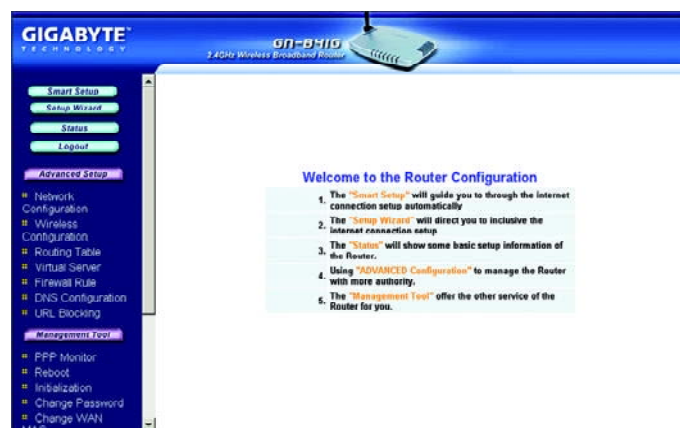 GIGABYTE
TECHNOLOGY
GN-B41G
2.4GHz Wireless Broadband Router
Smart Setup
Setup Wizard
Status
Logout
Advanced Setup
Network
Configuration
Wireless
Configuration
Routing Table
Virtual Server
Firewall Rule
DNS Configuration
URL Blocking
Management Tool
PPP Monitor
Reboot
Initialization
Change Password
Change WAN
MAC
Welcome to the Router Configuration
1. The "Smart Setup" will guide you to through the internet
connection setup automatically
2. The "Setup Wizard" will direct you to inclusive the
internet connection setup
3. The "Status" will show some basic setup information of
the Router.
4. Using "ADVANCED Configuration" to manage the Router
with more authority.
5. The "Management Tool" offer the other service of the
Router for you.